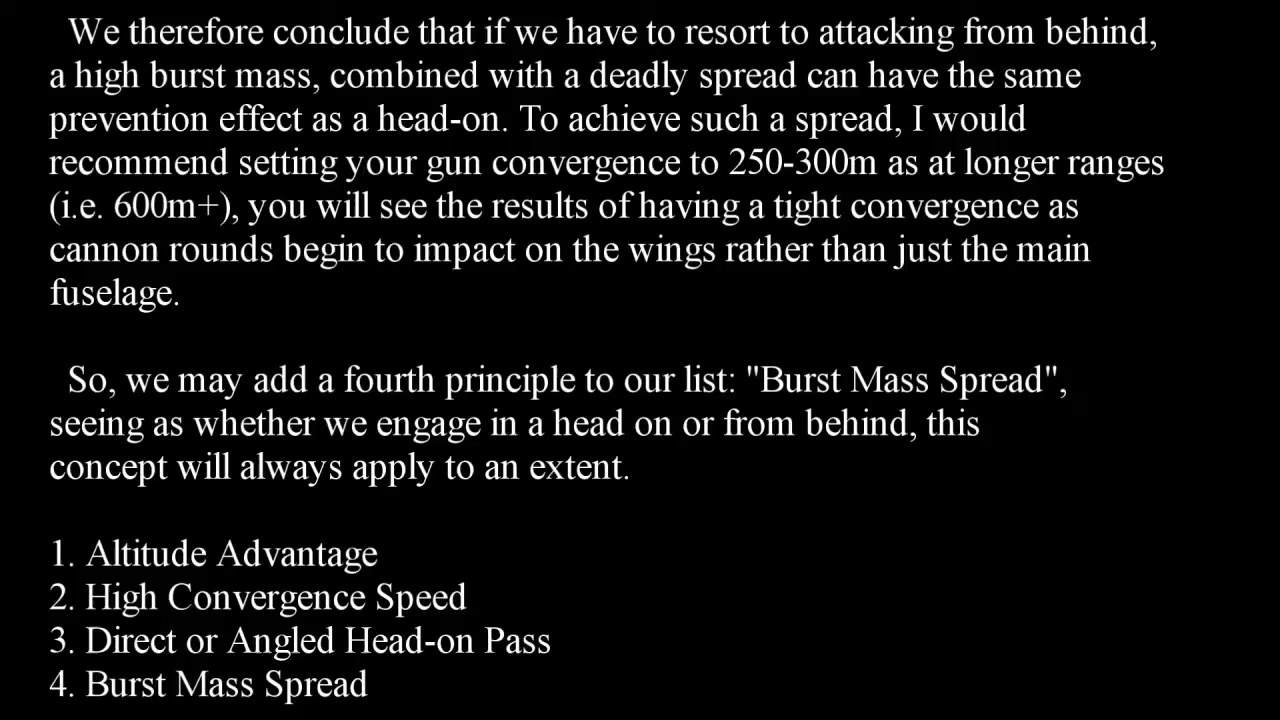 We therefore conclude that if we have to resort to attacking from behind,
a high burst mass, combined with a deadly spread can have the same
prevention effect as a head-on. To achieve such a spread, I would
recommend setting your gun convergence to 250-300m as at longer ranges
(i.e. 600m+), you will see the results of having a tight convergence as
cannon rounds begin to impact on the wings rather than just the main
fuselage.
So, we may add a fourth principle to our list: "Burst Mass Spread",
seeing as whether we engage in a head on or from behind, this
concept will always apply to an extent.
1. Altitude Advantage
2. High Convergence Speed
3. Direct or Angled Head-on Pass
4. Burst Mass Spread